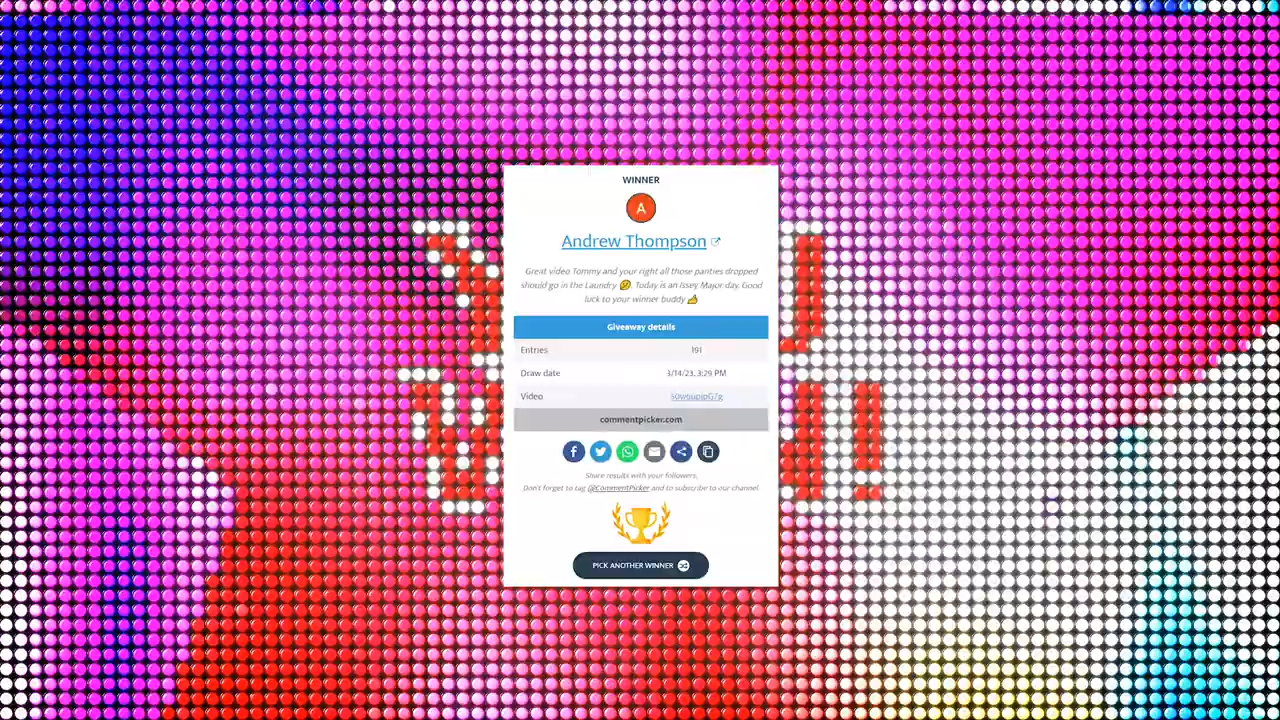 WINNER
A
Andrew Thompson
Great video Tommy and your right all those panties dropped
should go in the Laundry 🤣. Today is an Issey Major day. Good
luck to your winner buddy 👍
Giveaway details
Entries 191
Draw date 3/14/23, 3:29 PM
Video
commentpicker.com
Share results with your followers,
Don't forget to tag @CommentPicker and to subscribe to our channel
PICK ANOTHER WINNER